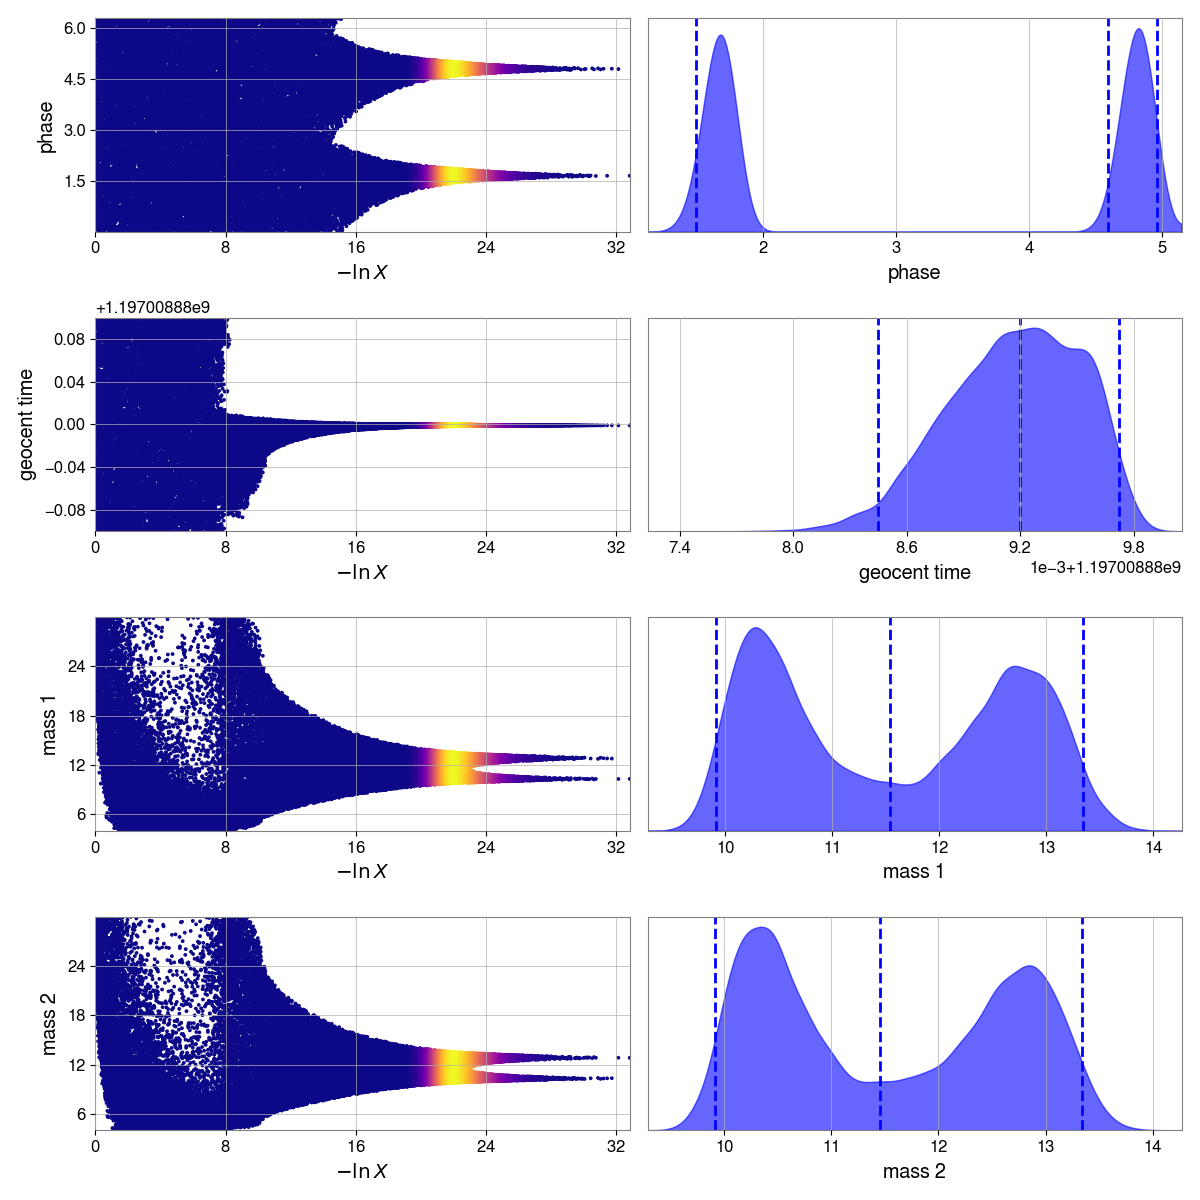 6.0
4.5
3.0
1.5
phase
0 8 16 24 32
−ln X
2 3 4 5
phase
+1.19700888e9
0.08
0.04
0.00
−0.04
−0.08
geocent time
0 8 16 24 32
−ln X
7.4 8.0 8.6 9.2 9.8
geocent time
1e−3+1.19700888e9
24
18
12
6
mass 1
0 8 16 24 32
−ln X
10 11 12 13 14
mass 1
24
18
12
6
mass 2
0 8 16 24 32
−ln X
10 11 12 13 14
mass 2